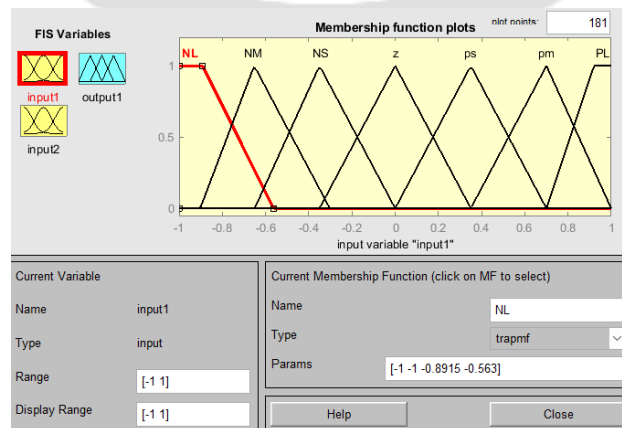 FIS Variables
Membership function plots
plot points:
181
NL
NM
NS
z
ps
pm
PL
input1
output1
input2
1
0.5
0
-1
-0.8
-0.6
-0.4
-0.2
0
0.2
0.4
0.6
0.8
1
input variable "input1"
Current Variable
Name
input1
Type
input
Range
[-1 1]
Display Range
[-1 1]
Current Membership Function (click on MF to select)
Name
NL
Type
trapmf
Params
[-1 -1 -0.8915 -0.563]
Help
Close